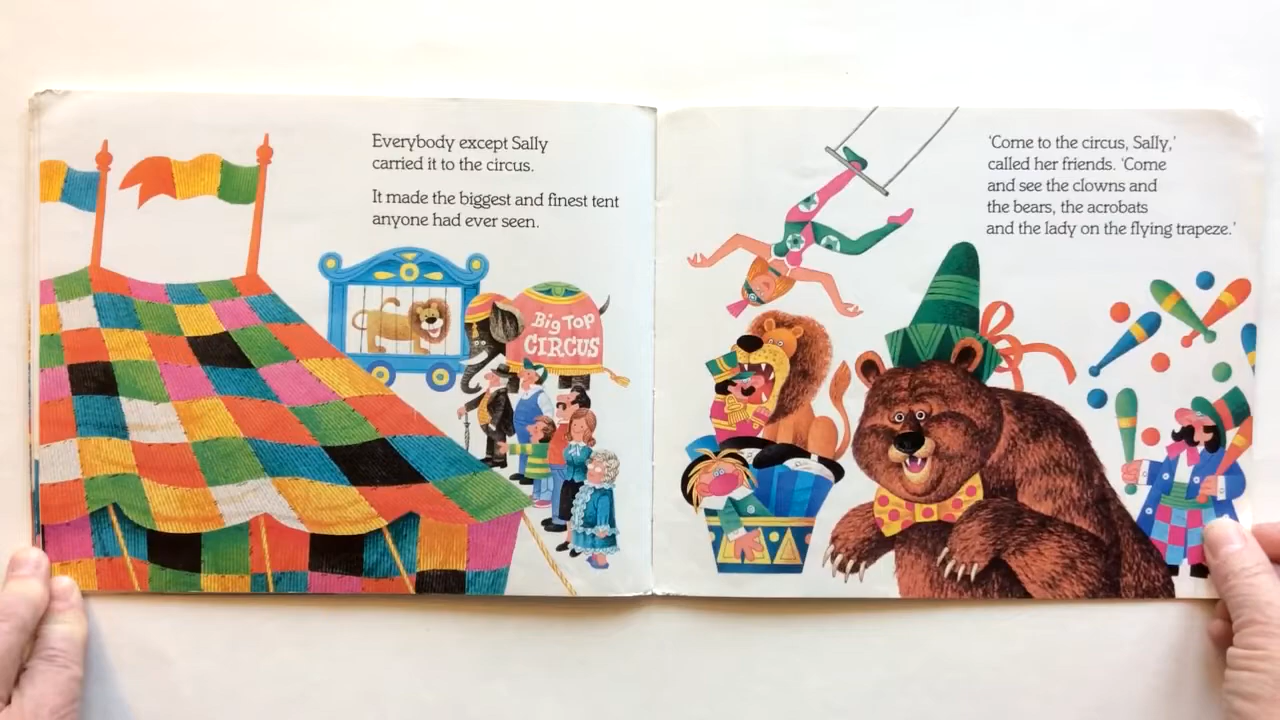 Everybody except Sally
carried it to the circus.
It made the biggest and finest tent
anyone had ever seen.
BIG TOP
CIRCUS
‘Come to the circus, Sally,’
called her friends. ‘Come
and see the clowns and
the bears, the acrobats
and the lady on the flying trapeze.’